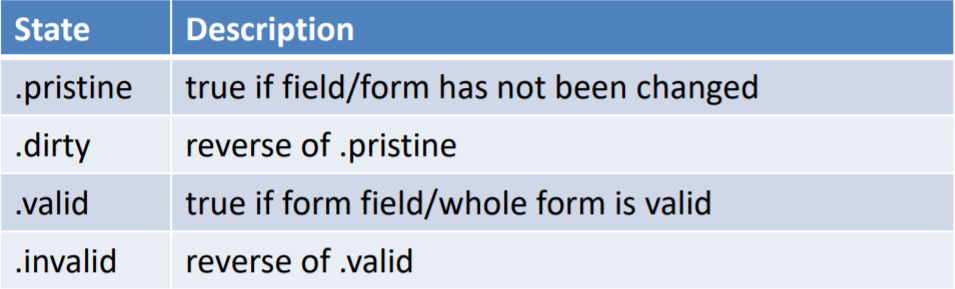 State Description
.pristine true if field/form has not been changed
.dirty reverse of .pristine
.valid true if form field/whole form is valid
.invalid reverse of .valid